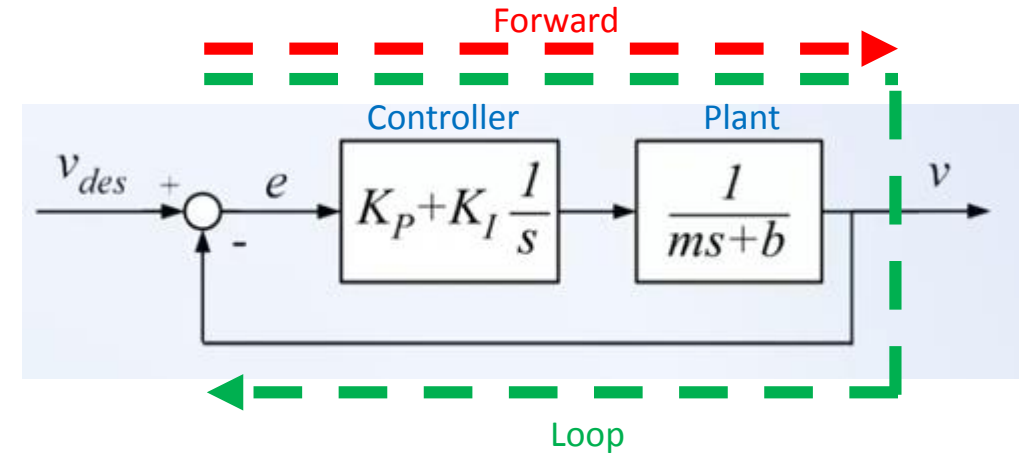 Forward
Controller Plant
v_des + e K_P+K_I 1/s 1/(ms+b) v
-
Loop